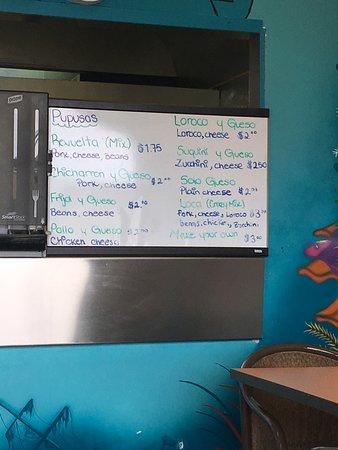 Pupusas
Revuelta (Mix) $1.75
Pork, cheese, beans
Chicharron y Queso
Pork, cheese $2.00
Frijol y Queso $2.00
Beans, cheese
Pollo y Queso $2.00
Chicken cheese
Loroco y Queso
Loroco, cheese $2.00
Suquini y Queso
Zucchini, cheese $2.50
Solo Queso
Plain cheese $2.00
Loca (Crazy Mix)
Pork, cheese, Loroco $3
beans, chicken, Zucchini
Make your own $3.00